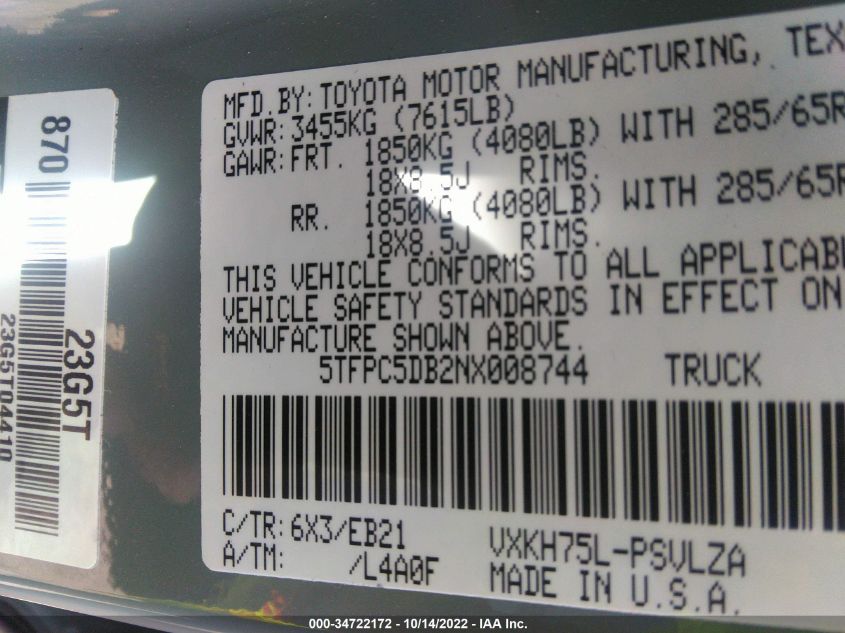 MFD.BY:TOYOTA MOTOR MANUFACTURING, TEX
GVWR:3455KG (7615LB)
GAWR:FRT. 1850KG (4080LB) WITH 285/65R
18X8.5J RIMS.
RR. 1850KG (4080LB) WITH 285/65R
18X8.5J RIMS.
THIS VEHICLE CONFORMS TO ALL APPLICABL
VEHICLE SAFETY STANDARDS IN EFFECT ON
MANUFACTURE SHOWN ABOVE.
5TFPC5DB2NX008744 TRUCK
C/TR:6X3/EB21 VXKH75L-PSVLZA
A/TM: /L4A0F MADE IN U.S.A.
870
23G5T
23G5T04410
000-34722172 - 10/14/2022 - IAA Inc.